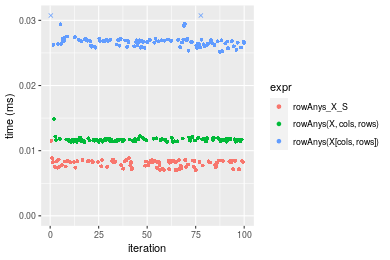 0.03
0.02
0.01
0.00
time (ms)
0
25
50
75
100
iteration
expr
rowAnys_X_S
rowAnys(X, cols, rows)
rowAnys(X[cols, rows])